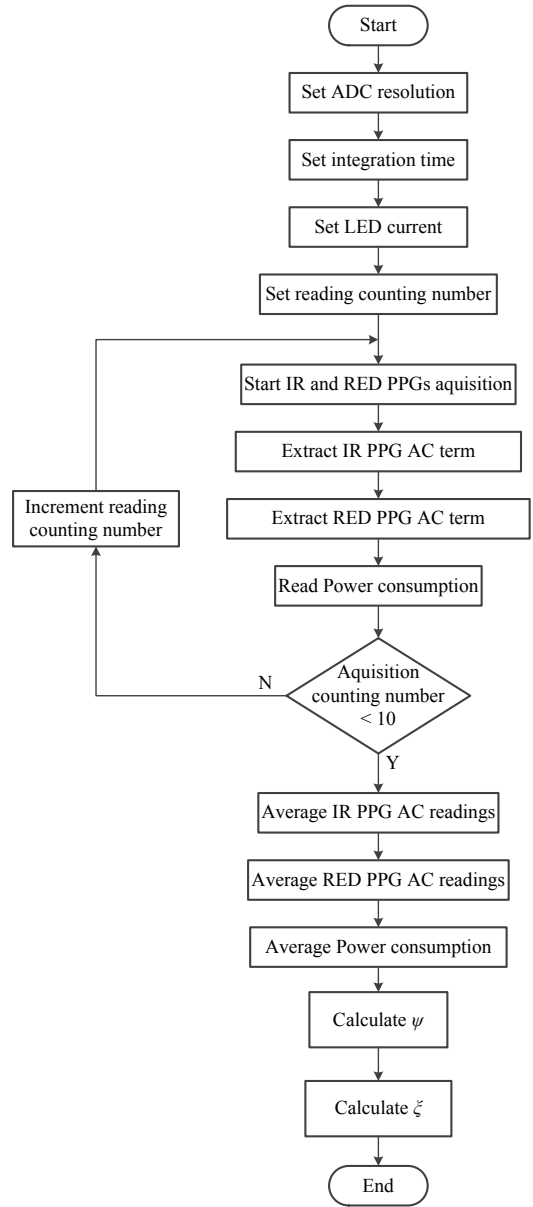 Start
Set ADC resolution
Set integration time
Set LED current
Set reading counting number
Start IR and RED PPGs aquisition
Extract IR PPG AC term
Increment reading
counting number
Extract RED PPG AC term
Read Power consumption
Aquisition
counting number
< 10
N
Y
Average IR PPG AC readings
Average RED PPG AC readings
Average Power consumption
Calculate ψ
Calculate ξ
End